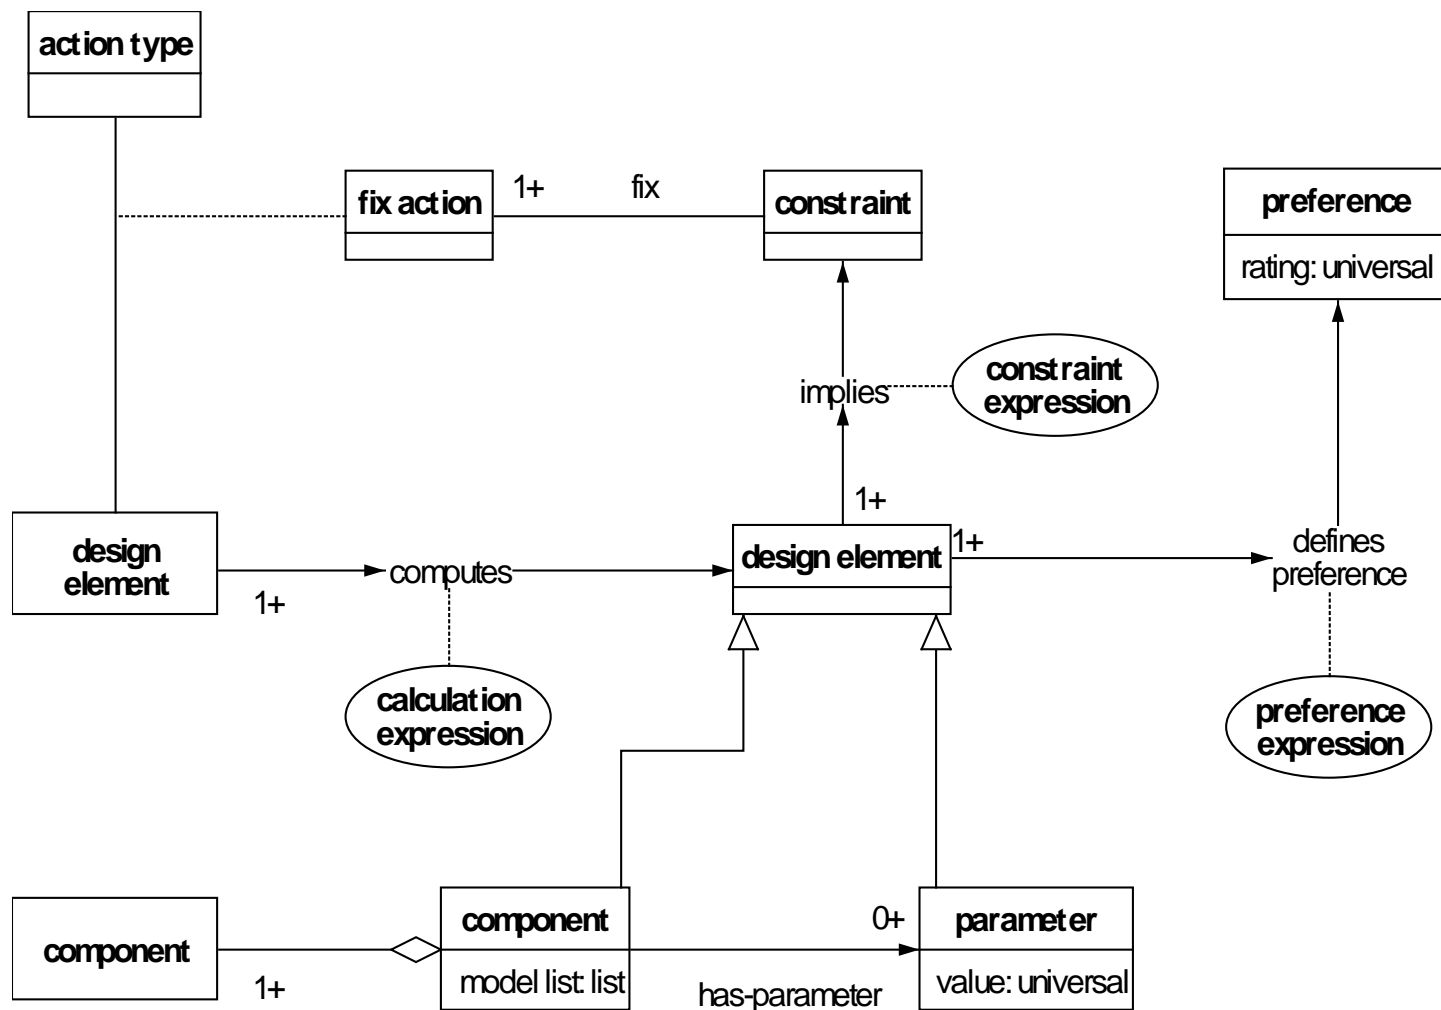 action type
fix action
1+
fix
constraint
preference
rating: universal
constraint
expression
implies
1+
design
element
1+
computes
design element
1+
defines
preference
calculation
expression
preference
expression
component
1+
component
model list: list
has-parameter
0+
parameter
value: universal